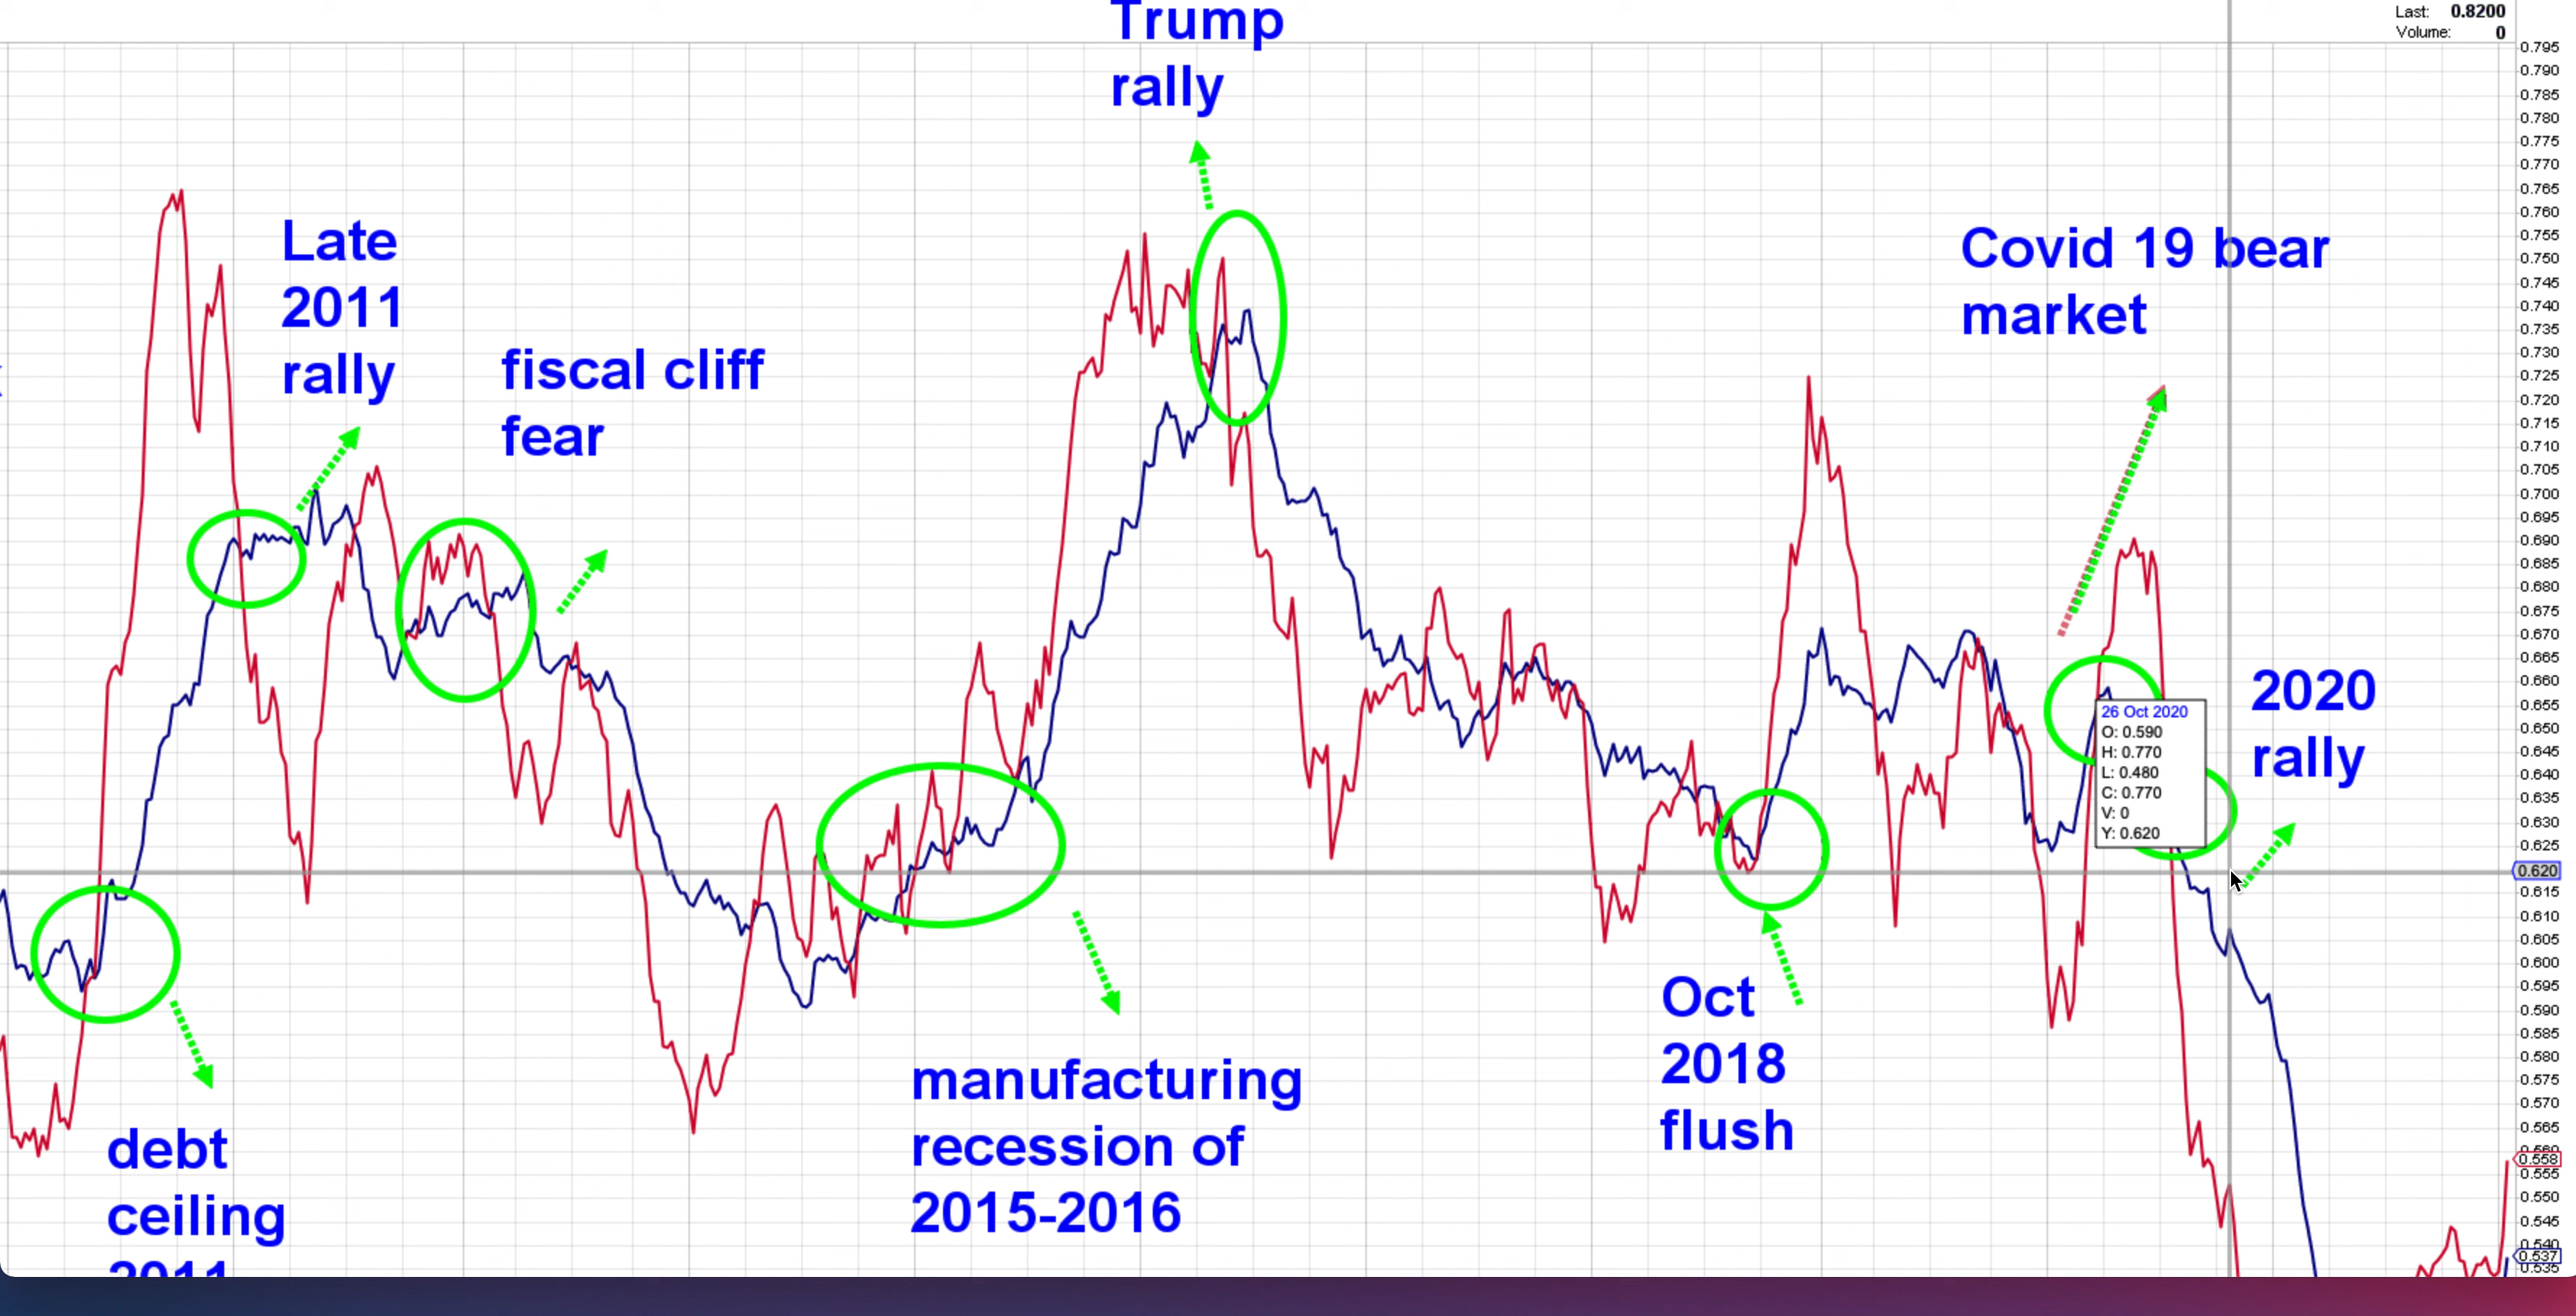 Trump
rally
Last: 0.8200
Volume: 0
Late
2011
rally
fiscal cliff
fear
Covid 19 bear
market
2020
rally
26 Oct 2020
O: 0.590
H: 0.770
L: 0.480
C: 0.770
V: 0
Y: 0.620
Oct
2018
flush
manufacturing
recession of
2015-2016
debt
ceiling
2011
0.795
0.790
0.785
0.780
0.775
0.770
0.765
0.760
0.755
0.750
0.745
0.740
0.735
0.730
0.725
0.720
0.715
0.710
0.705
0.700
0.695
0.690
0.685
0.680
0.675
0.670
0.665
0.660
0.655
0.650
0.645
0.640
0.635
0.630
0.625
0.620
0.615
0.610
0.605
0.600
0.595
0.590
0.585
0.580
0.575
0.570
0.565
0.560
0.558
0.555
0.550
0.545
0.540
0.537
0.535